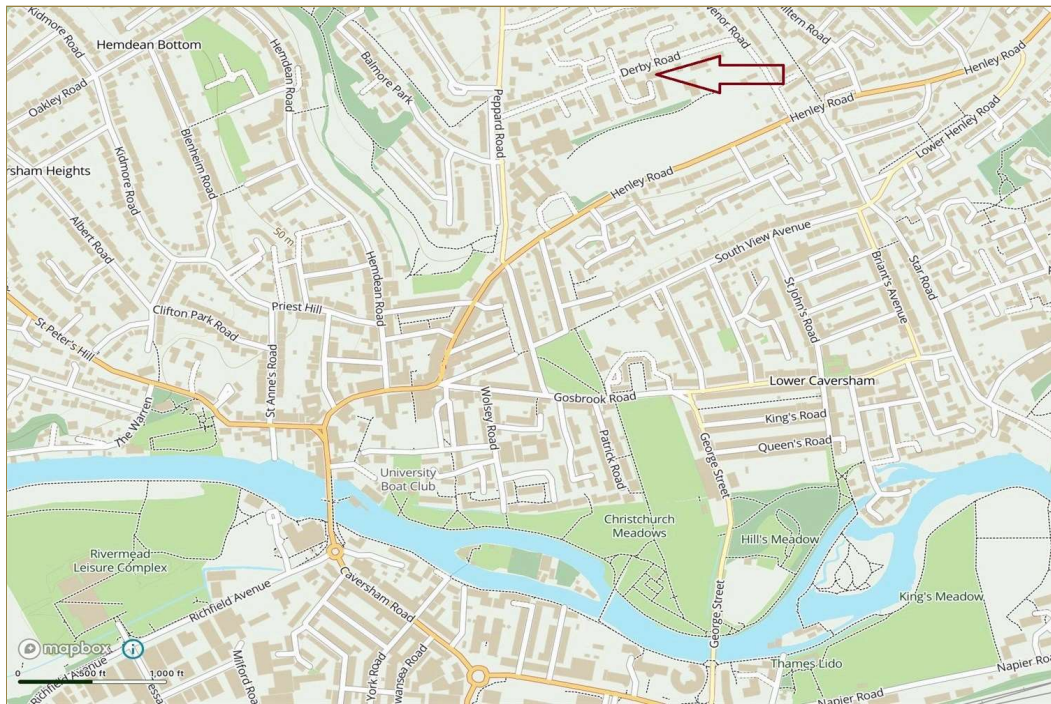 Kidmore Road
Hemdean Bottom
Hemdean Road
Balmore Park
Derby Road
Henley Road
Oakley Road
Blenheim Road
Peppard Road
Henley Road
Lower Henley Road
Kidmore Road
Albert Road
Henley Road
50 m
South View Avenue
Hemdean Road
Priest Hill
Clifton Park Road
St Peter's Hill
St Anne's Road
St John's Road
Briant's Avenue
Star Road
The Warren
Wolsey Road
Gosbrook Road
Lower Caversham
King's Road
Queen's Road
Patrick Road
George Street
University
Boat Club
Christchurch
Meadows
Hill's Meadow
Rivermead
Leisure Complex
Richfield Avenue
Caversham Road
George Street
King's Meadow
Thames Lido
Napier Road
mapbox
0
500 ft
1,000 ft
Richfield Avenue
Milford Road
York Road